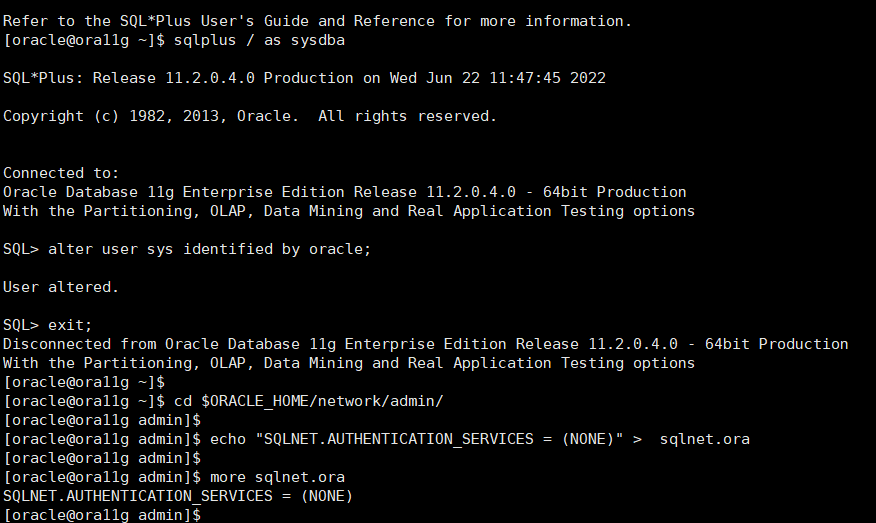 Refer to the SQL*Plus User's Guide and Reference for more information.
[oracle@ora11g ~]$ sqlplus / as sysdba
SQL*Plus: Release 11.2.0.4.0 Production on Wed Jun 22 11:47:45 2022
Copyright (c) 1982, 2013, Oracle.  All rights reserved.
Connected to:
Oracle Database 11g Enterprise Edition Release 11.2.0.4.0 - 64bit Production
With the Partitioning, OLAP, Data Mining and Real Application Testing options
SQL> alter user sys identified by oracle;
User altered.
SQL> exit;
Disconnected from Oracle Database 11g Enterprise Edition Release 11.2.0.4.0 - 64bit Production
With the Partitioning, OLAP, Data Mining and Real Application Testing options
[oracle@ora11g ~]$
[oracle@ora11g ~]$ cd $ORACLE_HOME/network/admin/
[oracle@ora11g admin]$
[oracle@ora11g admin]$ echo "SQLNET.AUTHENTICATION_SERVICES = (NONE)" >  sqlnet.ora
[oracle@ora11g admin]$
[oracle@ora11g admin]$ more sqlnet.ora
SQLNET.AUTHENTICATION_SERVICES = (NONE)
[oracle@ora11g admin]$